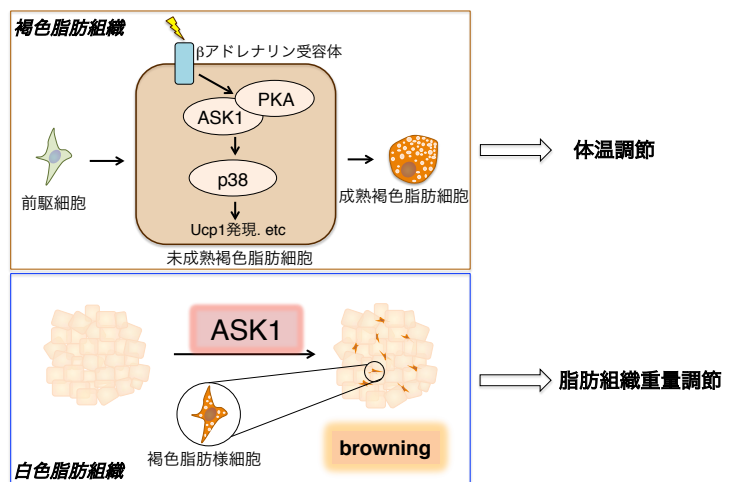 褐色脂肪組織
βアドレナリン受容体
PKA
ASK1
p38
Ucp1発現. etc
前駆細胞
成熟褐色脂肪細胞
未成熟褐色脂肪細胞
体温調節
ASK1
褐色脂肪様細胞
browning
白色脂肪組織
脂肪組織重量調節